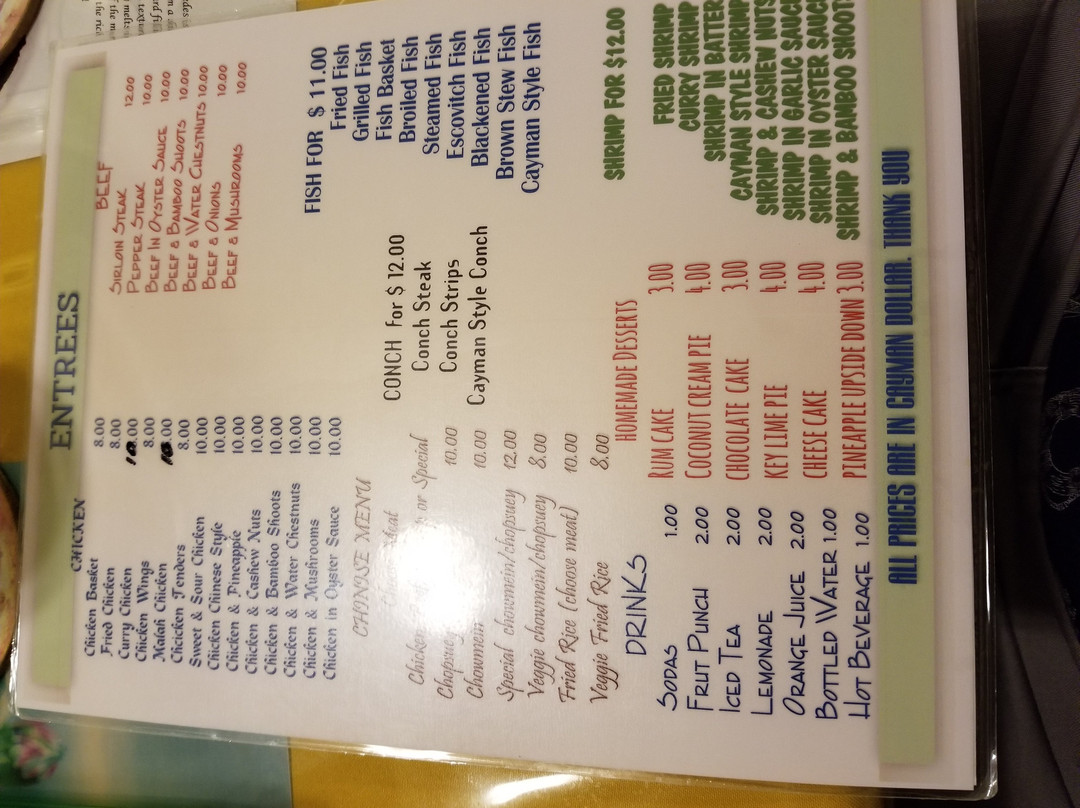 ENTREES
CHICKEN
Chicken Basket 8.00
Fried Chicken 8.00
Curry Chicken 10.00
Chicken Wings 8.00
Malah Chicken 10.00
Chicken Tenders 8.00
Sweet & Sour Chicken 10.00
Chicken Chinese Style 10.00
Chicken & Pineapple 10.00
Chicken & Cashew Nuts 10.00
Chicken & Bamboo Shoots 10.00
Chicken & Water Chestnuts 10.00
Chicken & Mushrooms 10.00
Chicken in Oyster Sauce 10.00
BEEF
SIRLOIN STEAK 12.00
PEPPER STEAK 10.00
BEEF IN OYSTER SAUCE 10.00
BEEF & BAMBOO SHOOTS 10.00
BEEF & WATER CHESTNUTS 10.00
BEEF & ONIONS 10.00
BEEF & MUSHROOMS 10.00
FISH FOR $ 11.00
Fried Fish
Grilled Fish
Fish Basket
Broiled Fish
Steamed Fish
Escovitch Fish
Blackened Fish
Brown Stew Fish
Cayman Style Fish
CONCH For $ 12.00
Conch Steak
Conch Strips
Cayman Style Conch
CHINESE MENU
Chicken or Special
Chopsuey 10.00
Chowmein 10.00
Special chowmein/chopsuey 12.00
Veggie chowmein/chopsuey 8.00
Fried Rice (choose meat) 10.00
Veggie Fried Rice 8.00
SHRIMP FOR $12.00
FRIED SHRIMP
CURRY SHRIMP
SHRIMP IN BATTER
CAYMAN STYLE SHRIMP
SHRIMP & CASHEW NUTS
SHRIMP IN GARLIC SAUCE
SHRIMP IN OYSTER SAUCE
SHRIMP & BAMBOO SHOOTS
DRINKS
SODAS 1.00
FRUT PUNCH 2.00
ICED TEA 2.00
LEMONADE 2.00
ORANGE JUICE 2.00
BOTTLED WATER 1.00
HOT BEVERAGE 1.00
HOMEMADE DESSERTS
RUM CAKE 3.00
COCONUT CREAM PIE 4.00
CHOCOLATE CAKE 3.00
KEY LIME PIE 4.00
CHEESE CAKE 4.00
PINEAPPLE UPSIDE DOWN 3.00
ALL PRICES ARE IN CAYMAN DOLLAR. THANK YOU